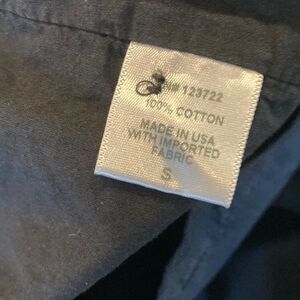 RN# 123722
100% COTTON
MADE IN USA
WITH IMPORTED
FABRIC
S